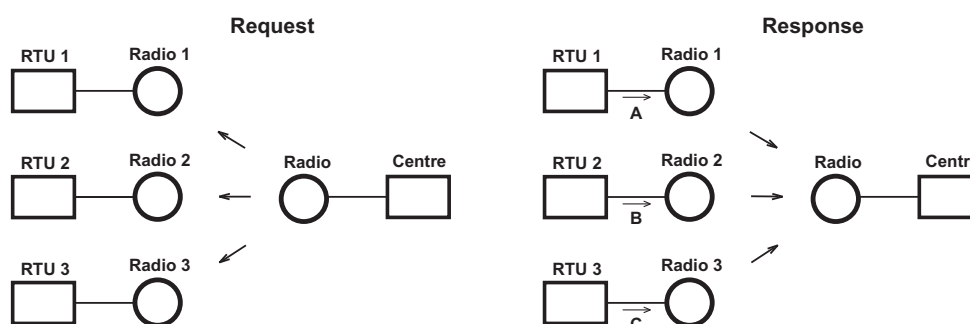 Request
RTU 1 Radio 1
RTU 2 Radio 2
Radio Centre
RTU 3 Radio 3
Response
RTU 1 Radio 1
A
RTU 2 Radio 2
Radio Centr
B
RTU 3 Radio 3
C